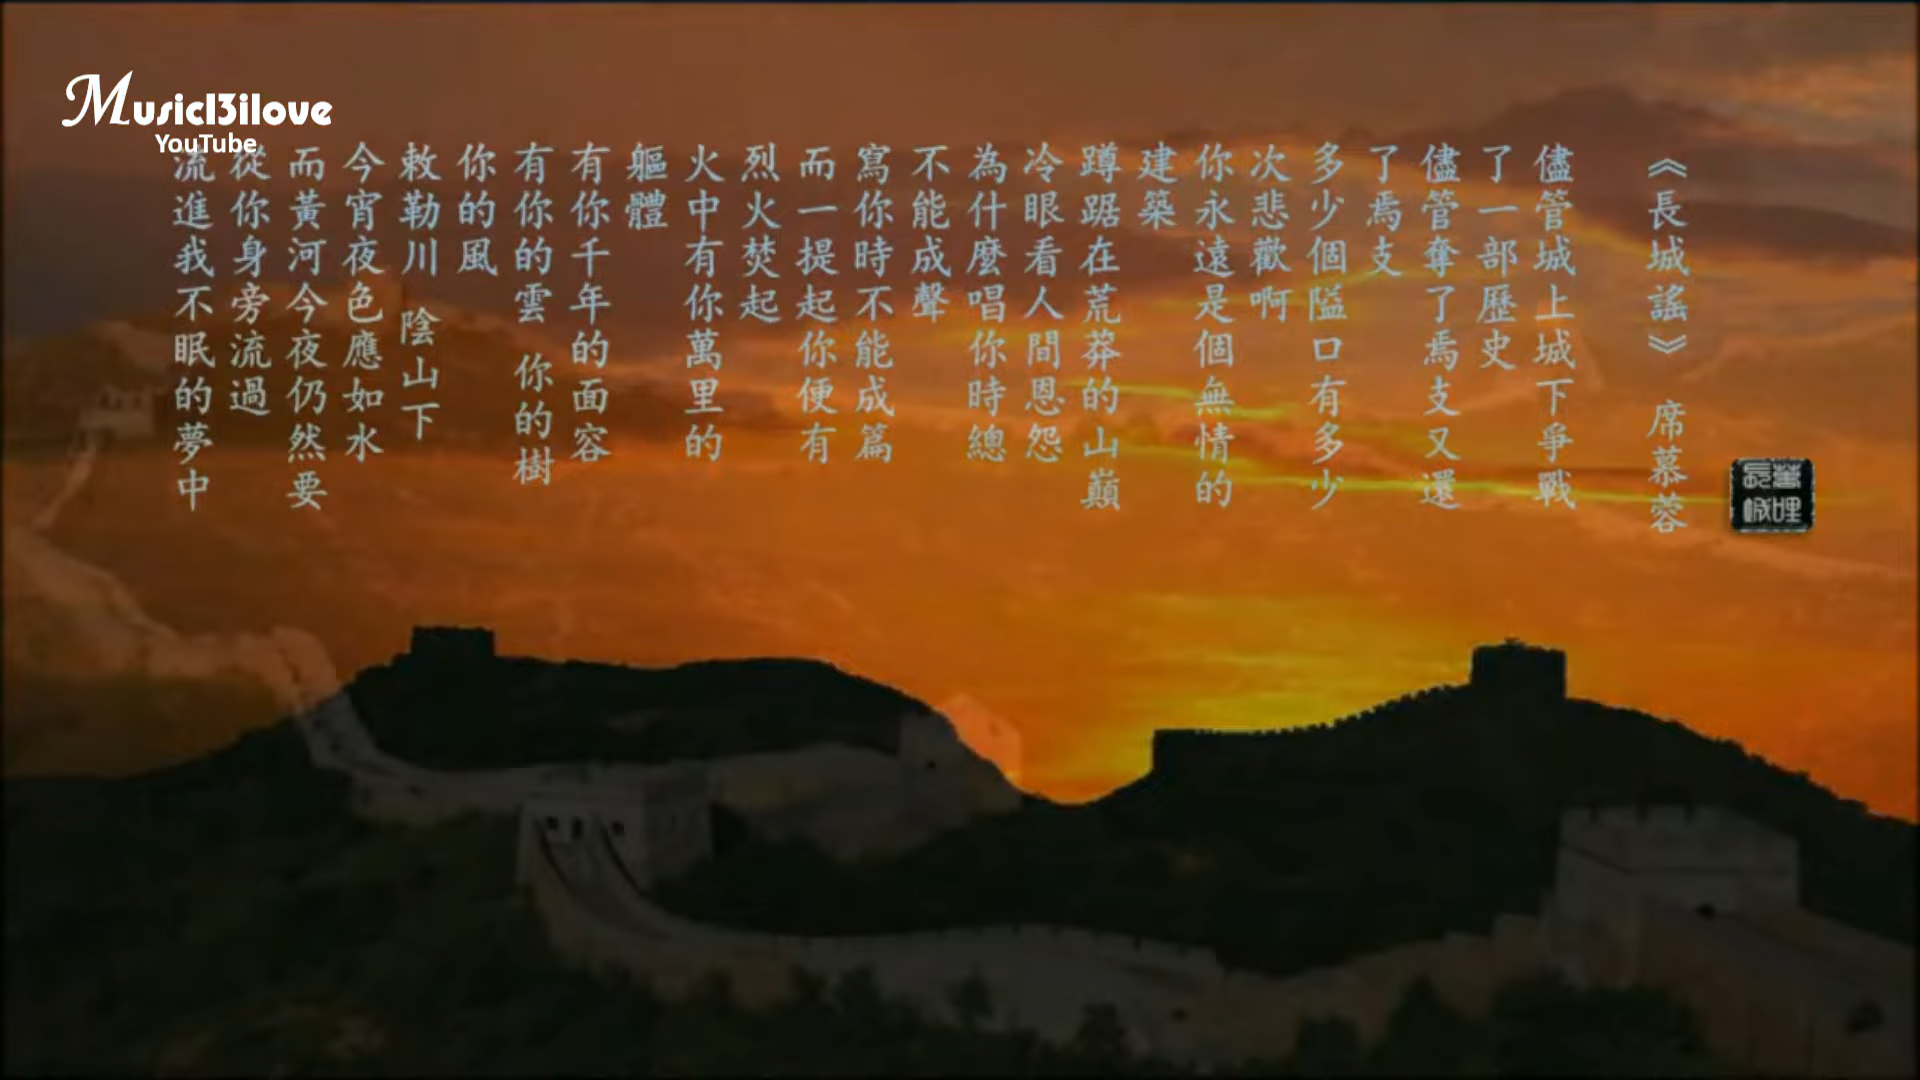 Musicl3ilove
YouTube
《長城謠》 席慕蓉
儘管城上城下爭戰
了一部歷史
儘管奪了焉支又還
了焉支
多少個隘口有多少
次悲歡啊
你永遠是個無情的
建築
蹲踞在荒莽的山巔
冷眼看人間恩怨
為什麼唱你時總
不能成聲
寫你時不能成篇
而一提起你便有
烈火焚起
火中有你萬里的
軀體
有你千年的面容
有你的雲 你的樹
你的風
敕勒川 陰山下
今宵夜色應如水
而黃河今夜仍然要
從你身旁流過
流進我不眠的夢中
萬里
長城